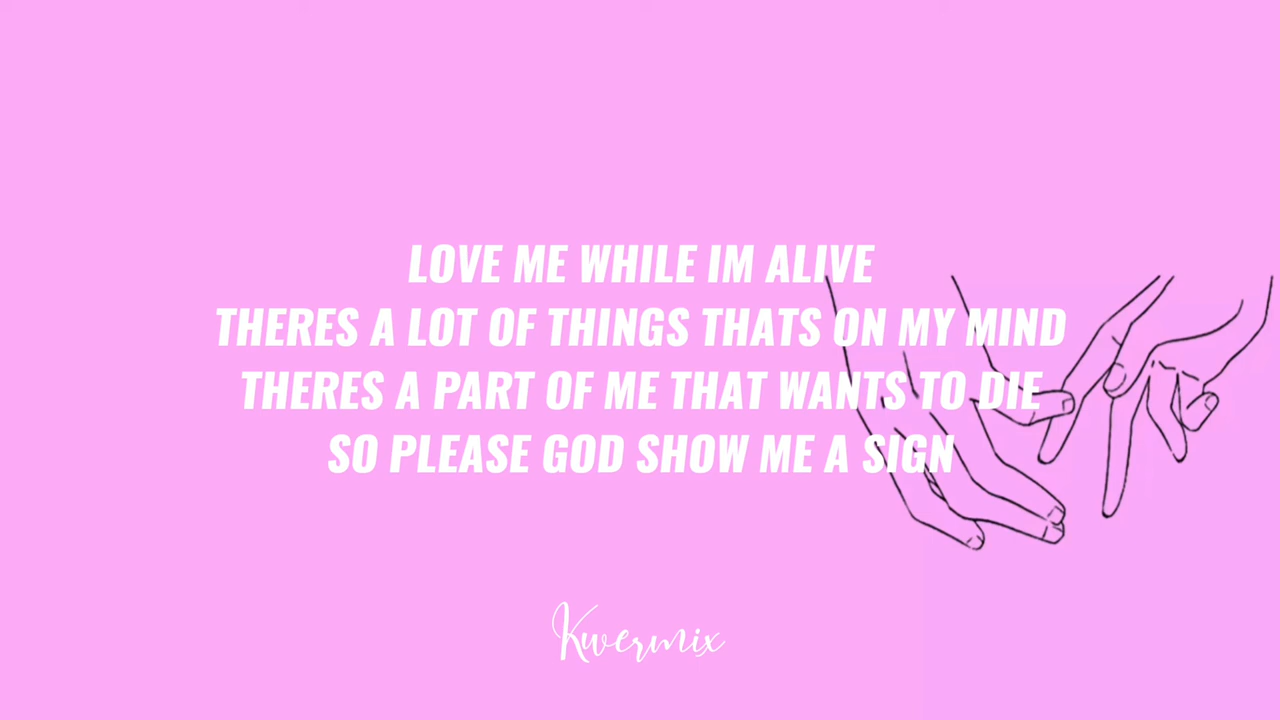 LOVE ME WHILE IM ALIVE
THERES A LOT OF THINGS THATS ON MY MIND
THERES A PART OF ME THAT WANTS TO DIE
SO PLEASE GOD SHOW ME A SIGN
Kwermix